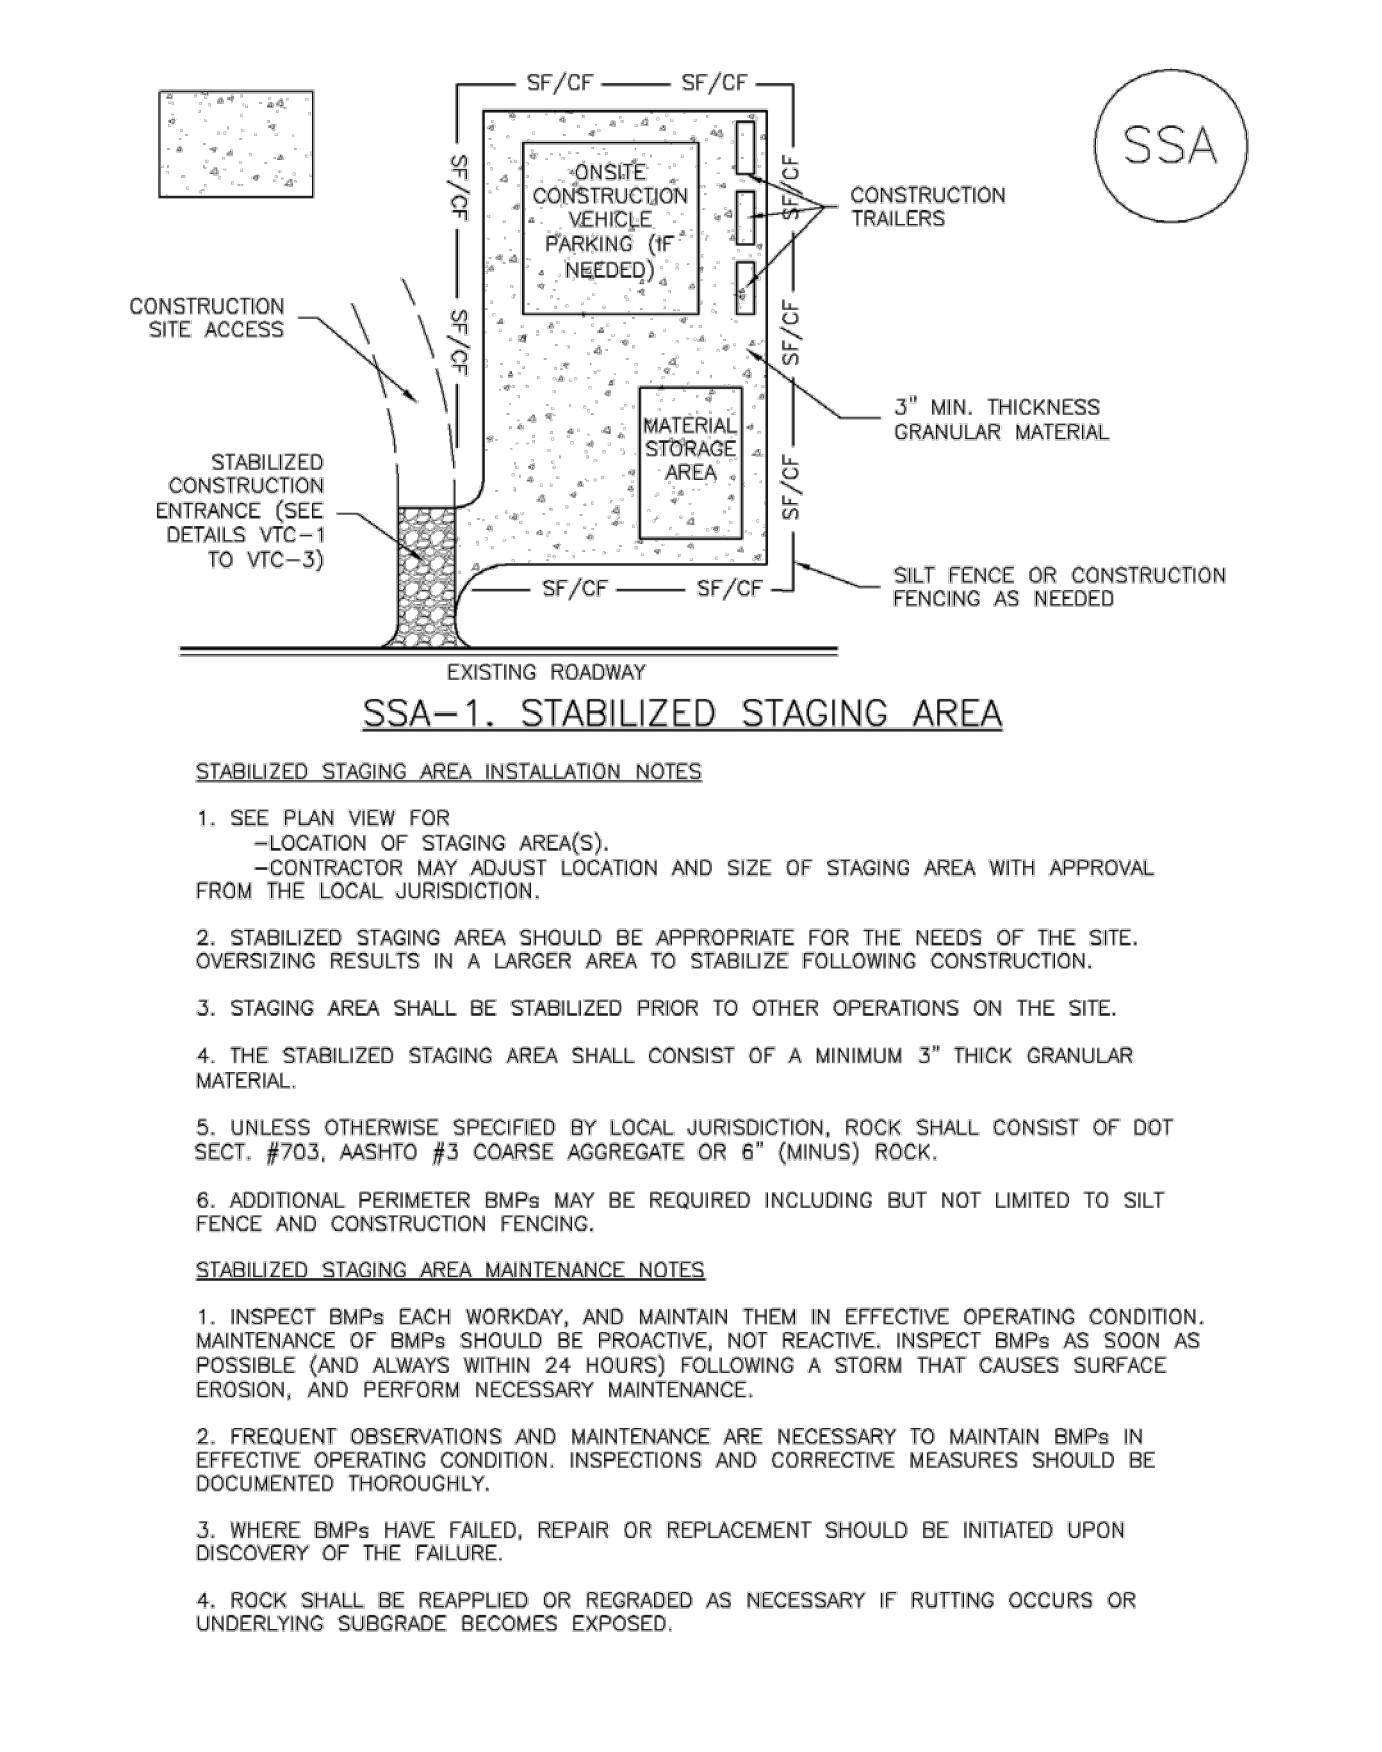 SF/CF SF/CF
SSA
SF/CF
SF/CF
ONSITE
CONSTRUCTION
VEHICLE
PARKING (IF
NEEDED)
CONSTRUCTION
TRAILERS
CONSTRUCTION
SITE ACCESS
SF/CF
SF/CF
3" MIN. THICKNESS
GRANULAR MATERIAL
MATERIAL
STORAGE
AREA
STABILIZED
CONSTRUCTION
ENTRANCE (SEE
DETAILS VTC-1
TO VTC-3)
SF/CF
SF/CF SF/CF
SILT FENCE OR CONSTRUCTION
FENCING AS NEEDED
EXISTING ROADWAY
SSA-1. STABILIZED STAGING AREA
STABILIZED STAGING AREA INSTALLATION NOTES
1. SEE PLAN VIEW FOR
-LOCATION OF STAGING AREA(S).
-CONTRACTOR MAY ADJUST LOCATION AND SIZE OF STAGING AREA WITH APPROVAL
FROM THE LOCAL JURISDICTION.
2. STABILIZED STAGING AREA SHOULD BE APPROPRIATE FOR THE NEEDS OF THE SITE.
OVERSIZING RESULTS IN A LARGER AREA TO STABILIZE FOLLOWING CONSTRUCTION.
3. STAGING AREA SHALL BE STABILIZED PRIOR TO OTHER OPERATIONS ON THE SITE.
4. THE STABILIZED STAGING AREA SHALL CONSIST OF A MINIMUM 3" THICK GRANULAR
MATERIAL.
5. UNLESS OTHERWISE SPECIFIED BY LOCAL JURISDICTION, ROCK SHALL CONSIST OF DOT
SECT. #703, AASHTO #3 COARSE AGGREGATE OR 6" (MINUS) ROCK.
6. ADDITIONAL PERIMETER BMPs MAY BE REQUIRED INCLUDING BUT NOT LIMITED TO SILT
FENCE AND CONSTRUCTION FENCING.
STABILIZED STAGING AREA MAINTENANCE NOTES
1. INSPECT BMPs EACH WORKDAY, AND MAINTAIN THEM IN EFFECTIVE OPERATING CONDITION.
MAINTENANCE OF BMPs SHOULD BE PROACTIVE, NOT REACTIVE. INSPECT BMPs AS SOON AS
POSSIBLE (AND ALWAYS WITHIN 24 HOURS) FOLLOWING A STORM THAT CAUSES SURFACE
EROSION, AND PERFORM NECESSARY MAINTENANCE.
2. FREQUENT OBSERVATIONS AND MAINTENANCE ARE NECESSARY TO MAINTAIN BMPs IN
EFFECTIVE OPERATING CONDITION. INSPECTIONS AND CORRECTIVE MEASURES SHOULD BE
DOCUMENTED THOROUGHLY.
3. WHERE BMPs HAVE FAILED, REPAIR OR REPLACEMENT SHOULD BE INITIATED UPON
DISCOVERY OF THE FAILURE.
4. ROCK SHALL BE REAPPLIED OR REGRADED AS NECESSARY IF RUTTING OCCURS OR
UNDERLYING SUBGRADE BECOMES EXPOSED.